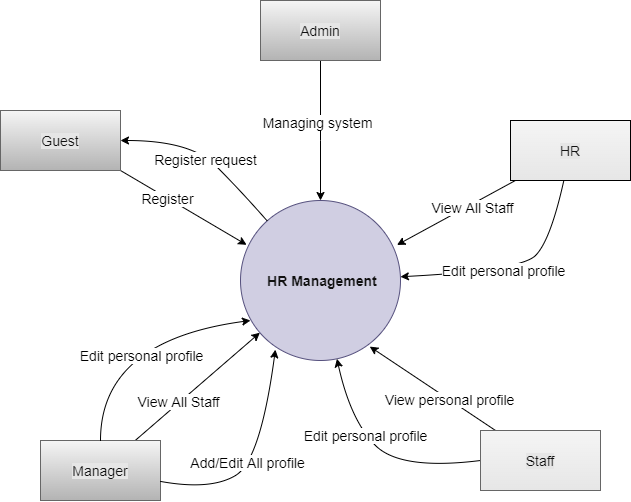 Admin
Managing system
Guest
Register request
Register
HR
View All Staff
Edit personal profile
HR Management
Edit personal profile
View All Staff
Add/Edit All profile
Manager
View personal profile
Edit personal profile
Staff